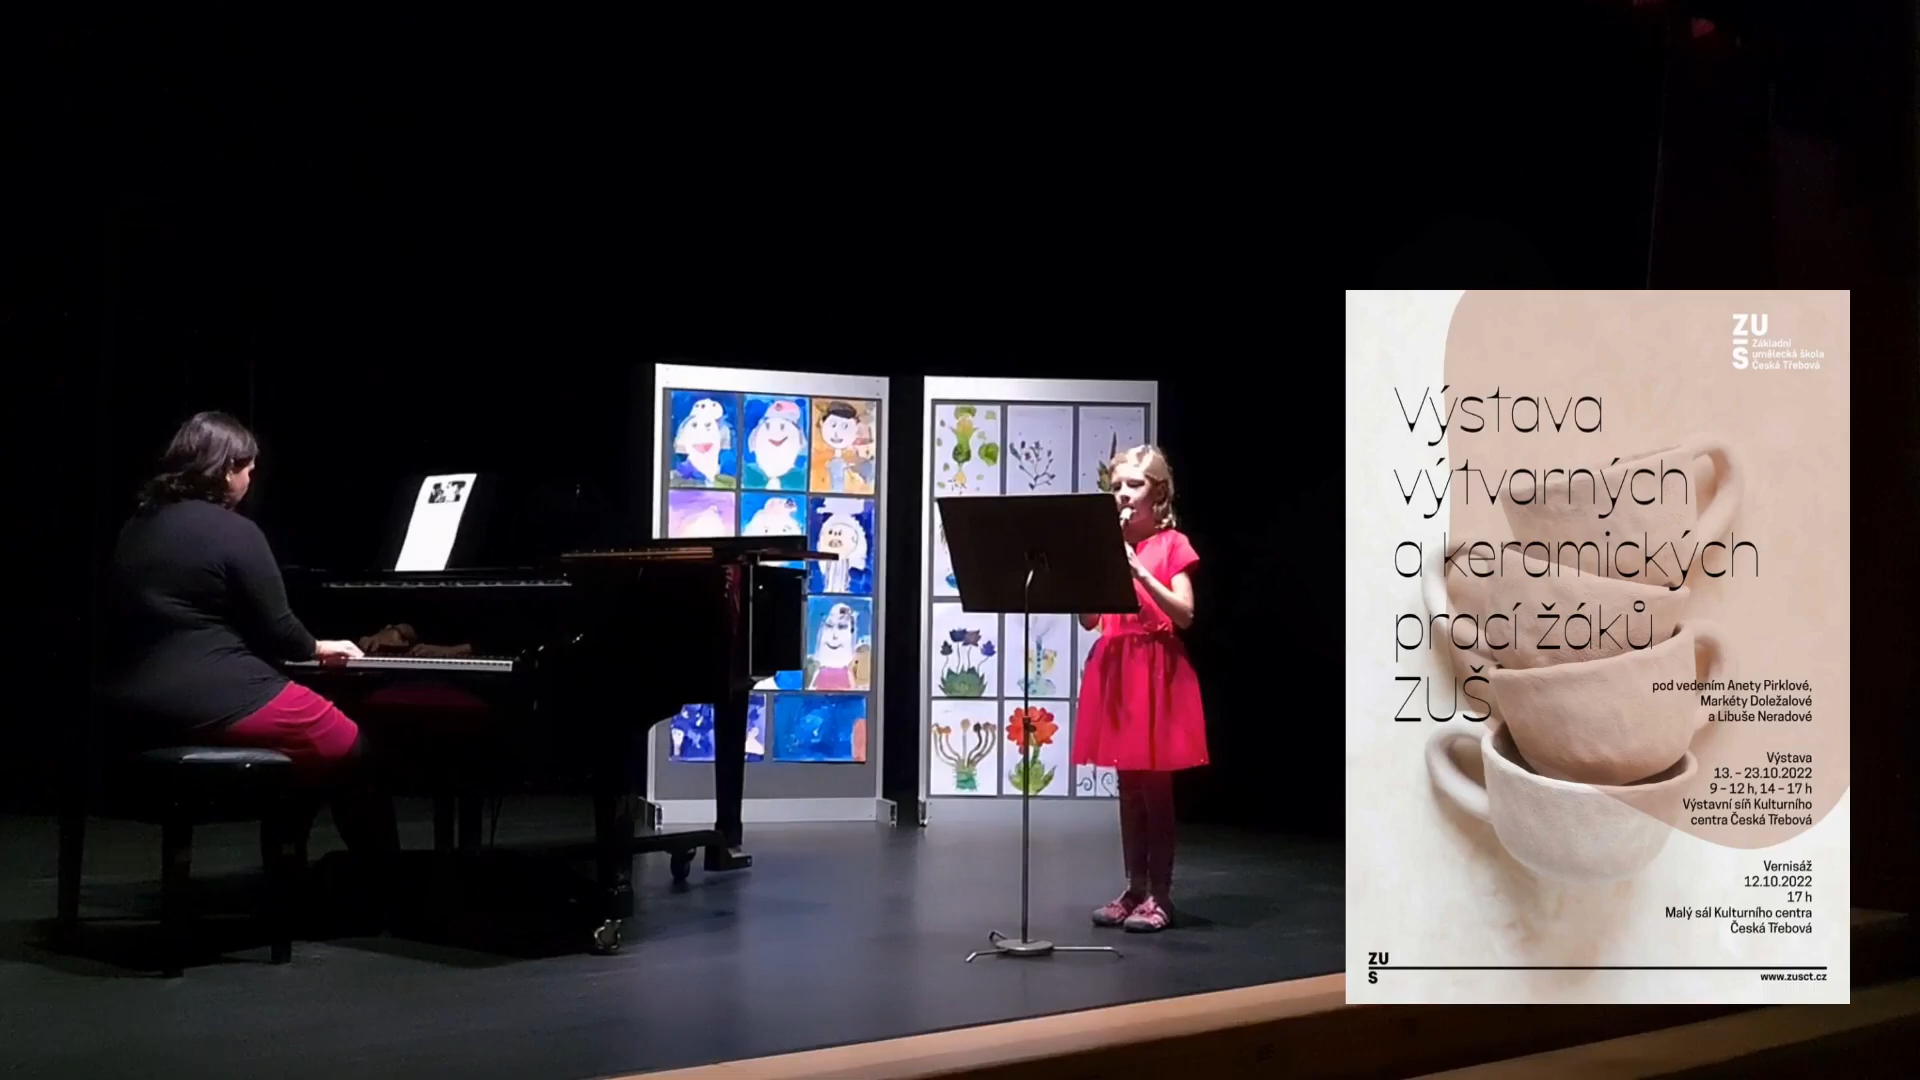 ZU
Š
Základní
umělecká škola
Česká Třebová
Výstava
výtvarných
a keramických
prací žáků
ZUŠ
pod vedením Anety Pirklové,
Markéty Doležalové
a Libuše Neradové
Výstava
13. – 23.10.2022
9 – 12 h, 14 – 17 h
Výstavní síň Kulturního
centra Česká Třebová
Vernisáž
12.10.2022
17 h
Malý sál Kulturního centra
Česká Třebová
ZU
Š
www.zusct.cz